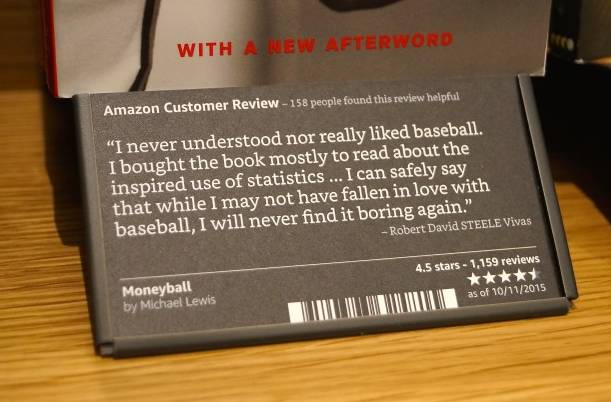 WITH A NEW AFTERWORD
Amazon Customer Review – 158 people found this review helpful
“I never understood nor really liked baseball.
I bought the book mostly to read about the
inspired use of statistics ... I can safely say
that while I may not have fallen in love with
baseball, I will never find it boring again.”
– Robert David STEELE Vivas
4.5 stars - 1,159 reviews
Moneyball
by Michael Lewis
as of 10/11/2015